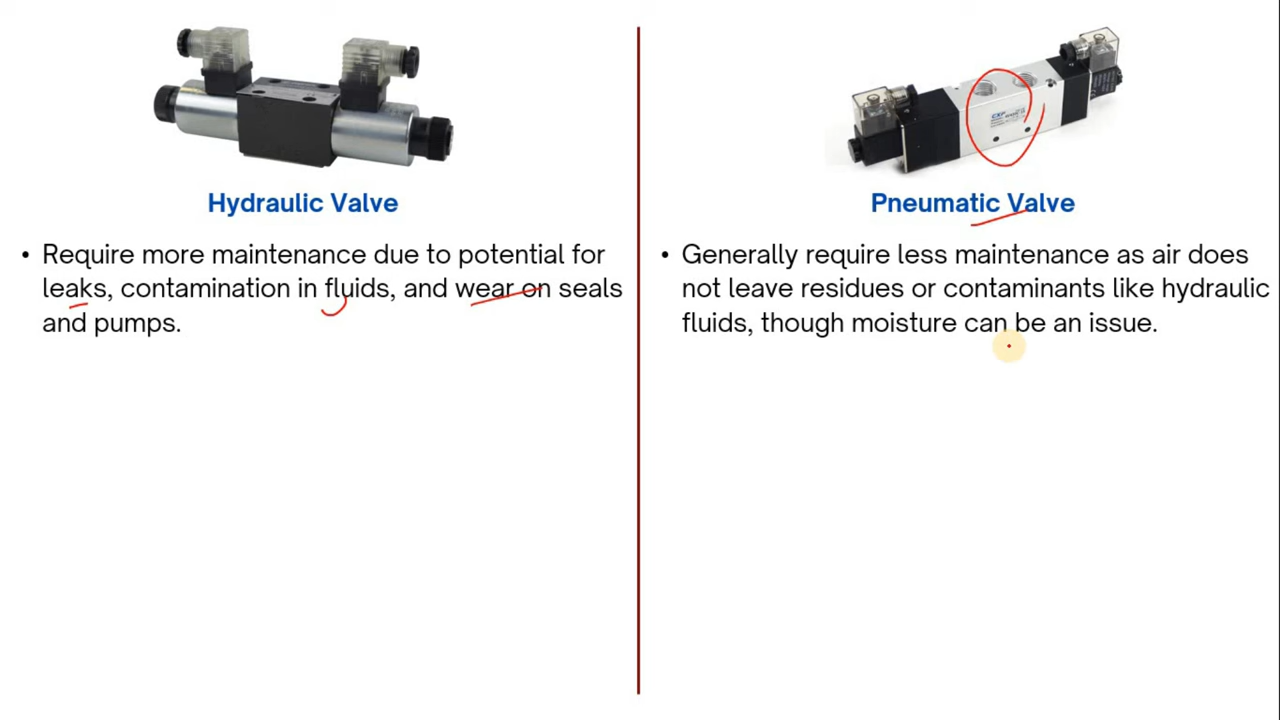 Hydraulic Valve
• Require more maintenance due to potential for
leaks, contamination in fluids, and wear on seals
and pumps.
CXP
Pneumatic Valve
• Generally require less maintenance as air does
not leave residues or contaminants like hydraulic
fluids, though moisture can be an issue.